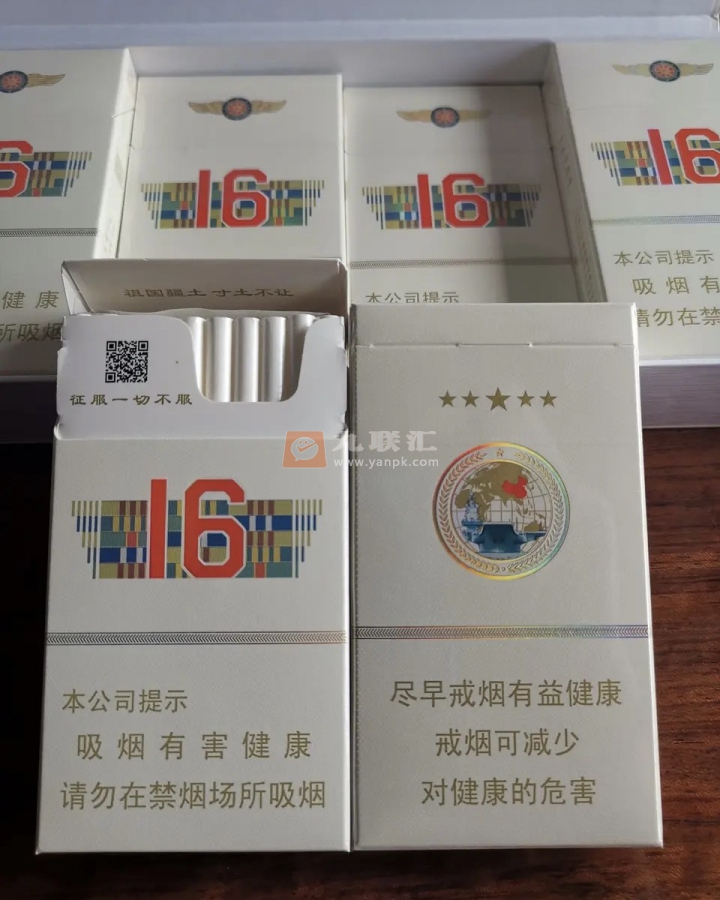 16
16
16
16
本公司提示
本公司提示
吸烟有
请勿在禁
健康
所吸烟
祖国疆土 寸土不让
征服一切不服
九联汇
www.yanpk.com
16
本公司提示
吸烟有害健康
请勿在禁烟场所吸烟
尽早戒烟有益健康
戒烟可减少
对健康的危害